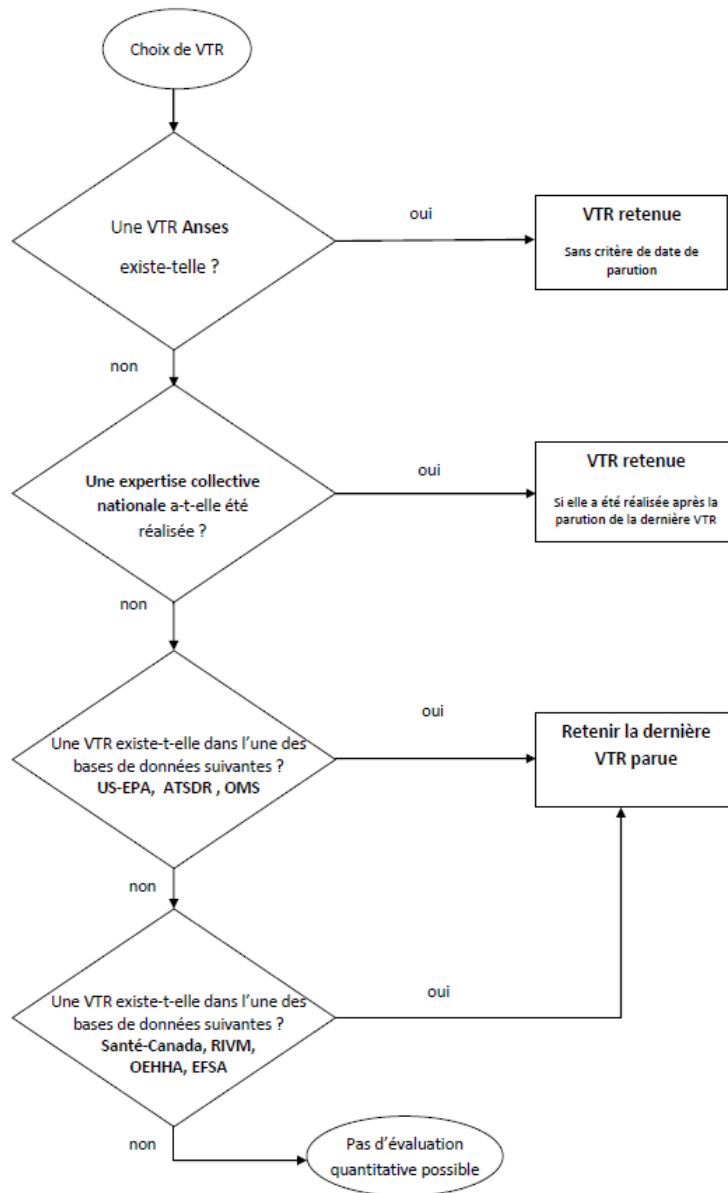 Choix de VTR
Une VTR Anses
existe-telle ?
oui
VTR retenue
Sans critère de date de
parution
non
Une expertise collective
nationale a-t-elle été
réalisée ?
oui
VTR retenue
Si elle a été réalisée après la
parution de la dernière VTR
non
Une VTR existe-t-elle dans l'une des
bases de données suivantes ?
US-EPA, ATSDR , OMS
oui
Retenir la dernière
VTR parue
non
Une VTR existe-t-elle dans l'une des
bases de données suivantes ?
Santé-Canada, RIVM,
OEHHA, EFSA
oui
non
Pas d'évaluation
quantitative possible